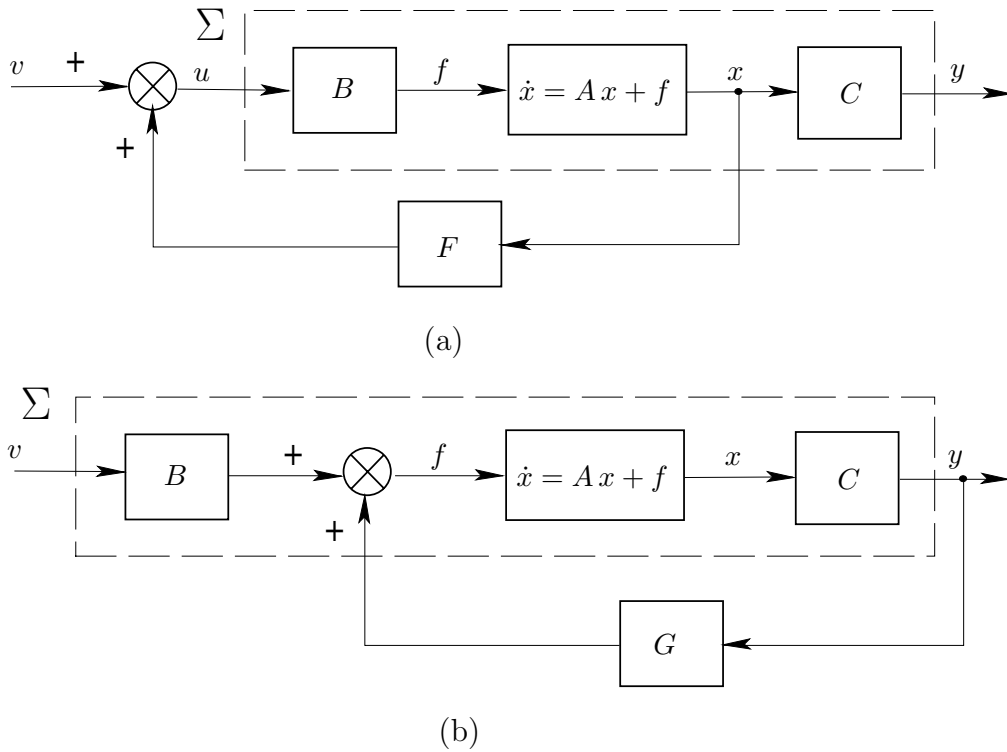 Σ
v + u B f ẋ = A x + f x C y
+
F
(a)
Σ
v B + f ẋ = A x + f x C y
+
G
(b)